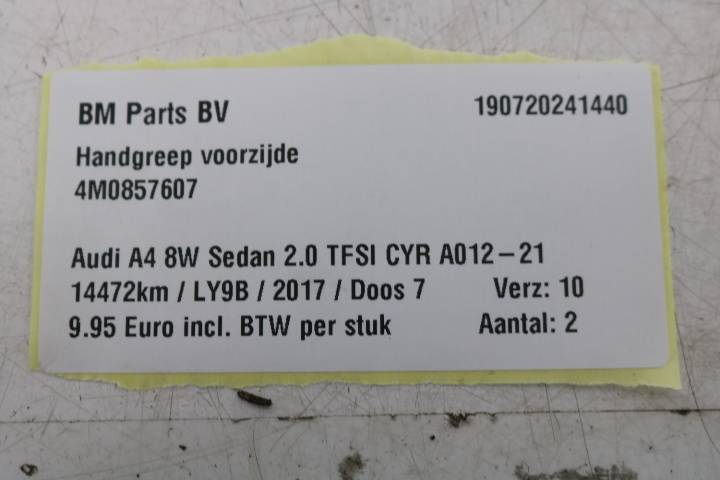 BM Parts BV 190720241440
Handgreep voorzijde
4M0857607
Audi A4 8W Sedan 2.0 TFSI CYR A012-21
14472km / LY9B / 2017 / Doos 7 Verz: 10
9.95 Euro incl. BTW per stuk Aantal: 2